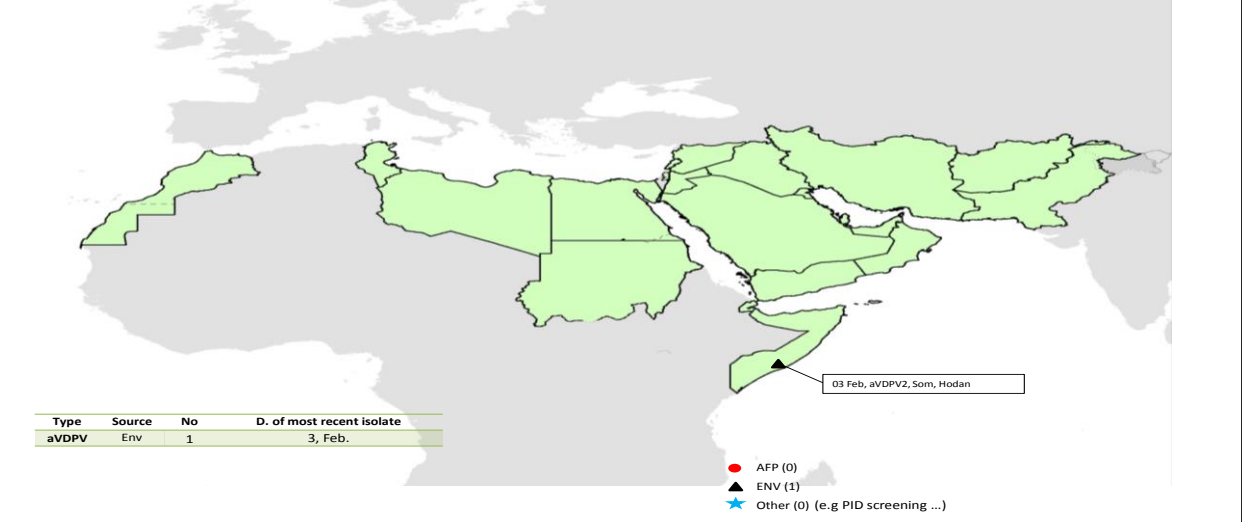 03 Feb, aVDPV2, Som, Hodan
Type Source No D. of most recent isolate
aVDPV Env 1 3, Feb.
AFP (0)
ENV (1)
Other (0) (e.g PID screening ...)